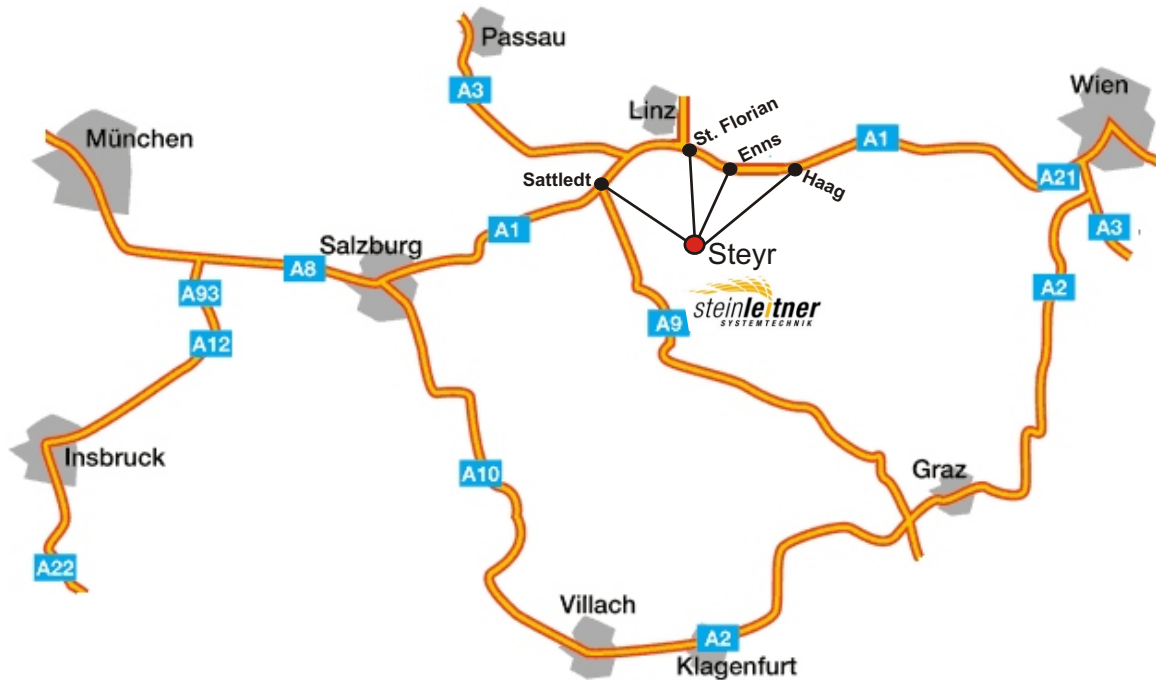 Passau
Wien
A3
Linz
St. Florian
München
Enns
A1
Sattledt
Haag
A21
A1
A3
Salzburg
Steyr
A8
A2
A93
steinleitner
SYSTEMTECHNIK
A9
A12
Insbruck
Graz
A10
A22
Villach
A2
Klagenfurt